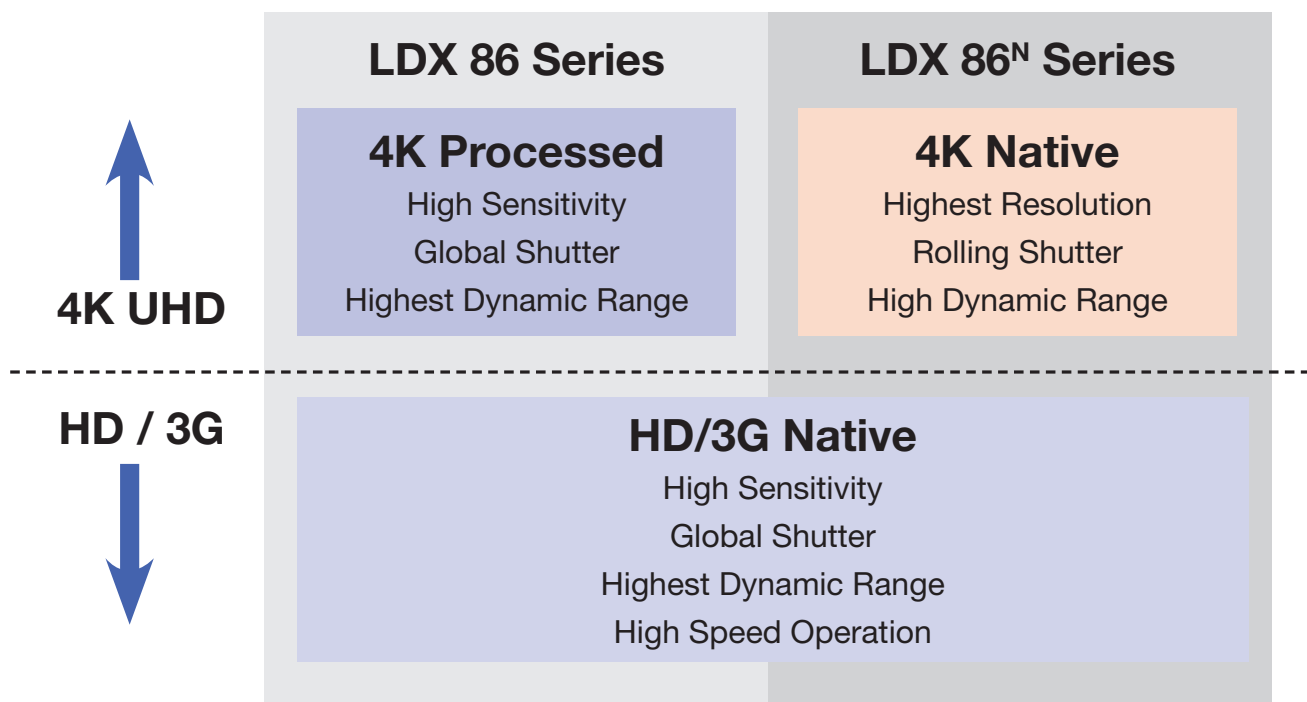 LDX 86 Series
LDX 86ᴺ Series
4K Processed
High Sensitivity
Global Shutter
Highest Dynamic Range
4K Native
Highest Resolution
Rolling Shutter
High Dynamic Range
4K UHD
HD / 3G
HD/3G Native
High Sensitivity
Global Shutter
Highest Dynamic Range
High Speed Operation